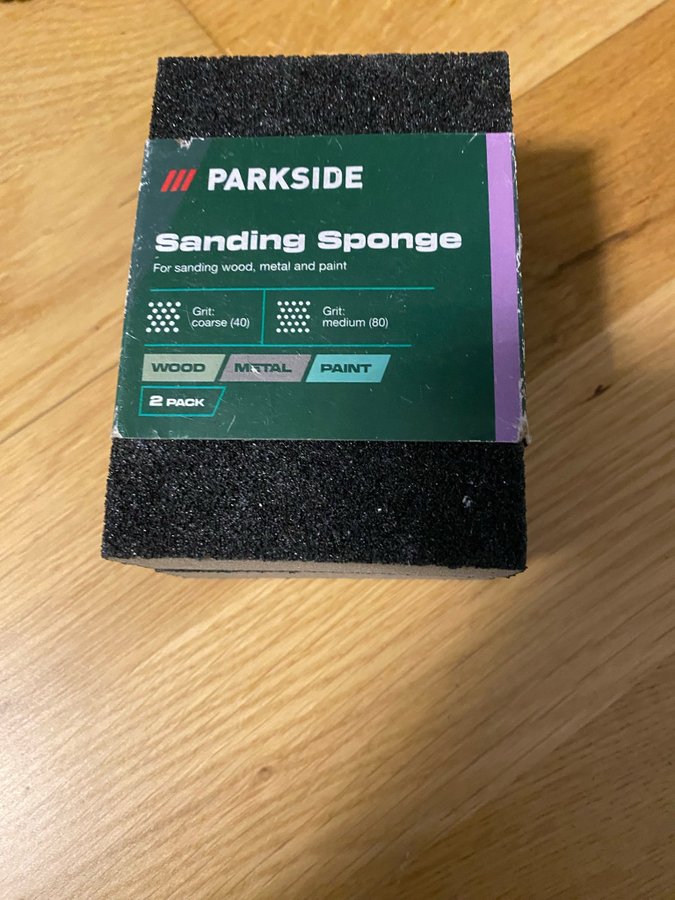 PARKSIDE
Sanding Sponge
For sanding wood, metal and paint
Grit:
coarse (40)
Grit:
medium (80)
WOOD METAL PAINT
2 PACK